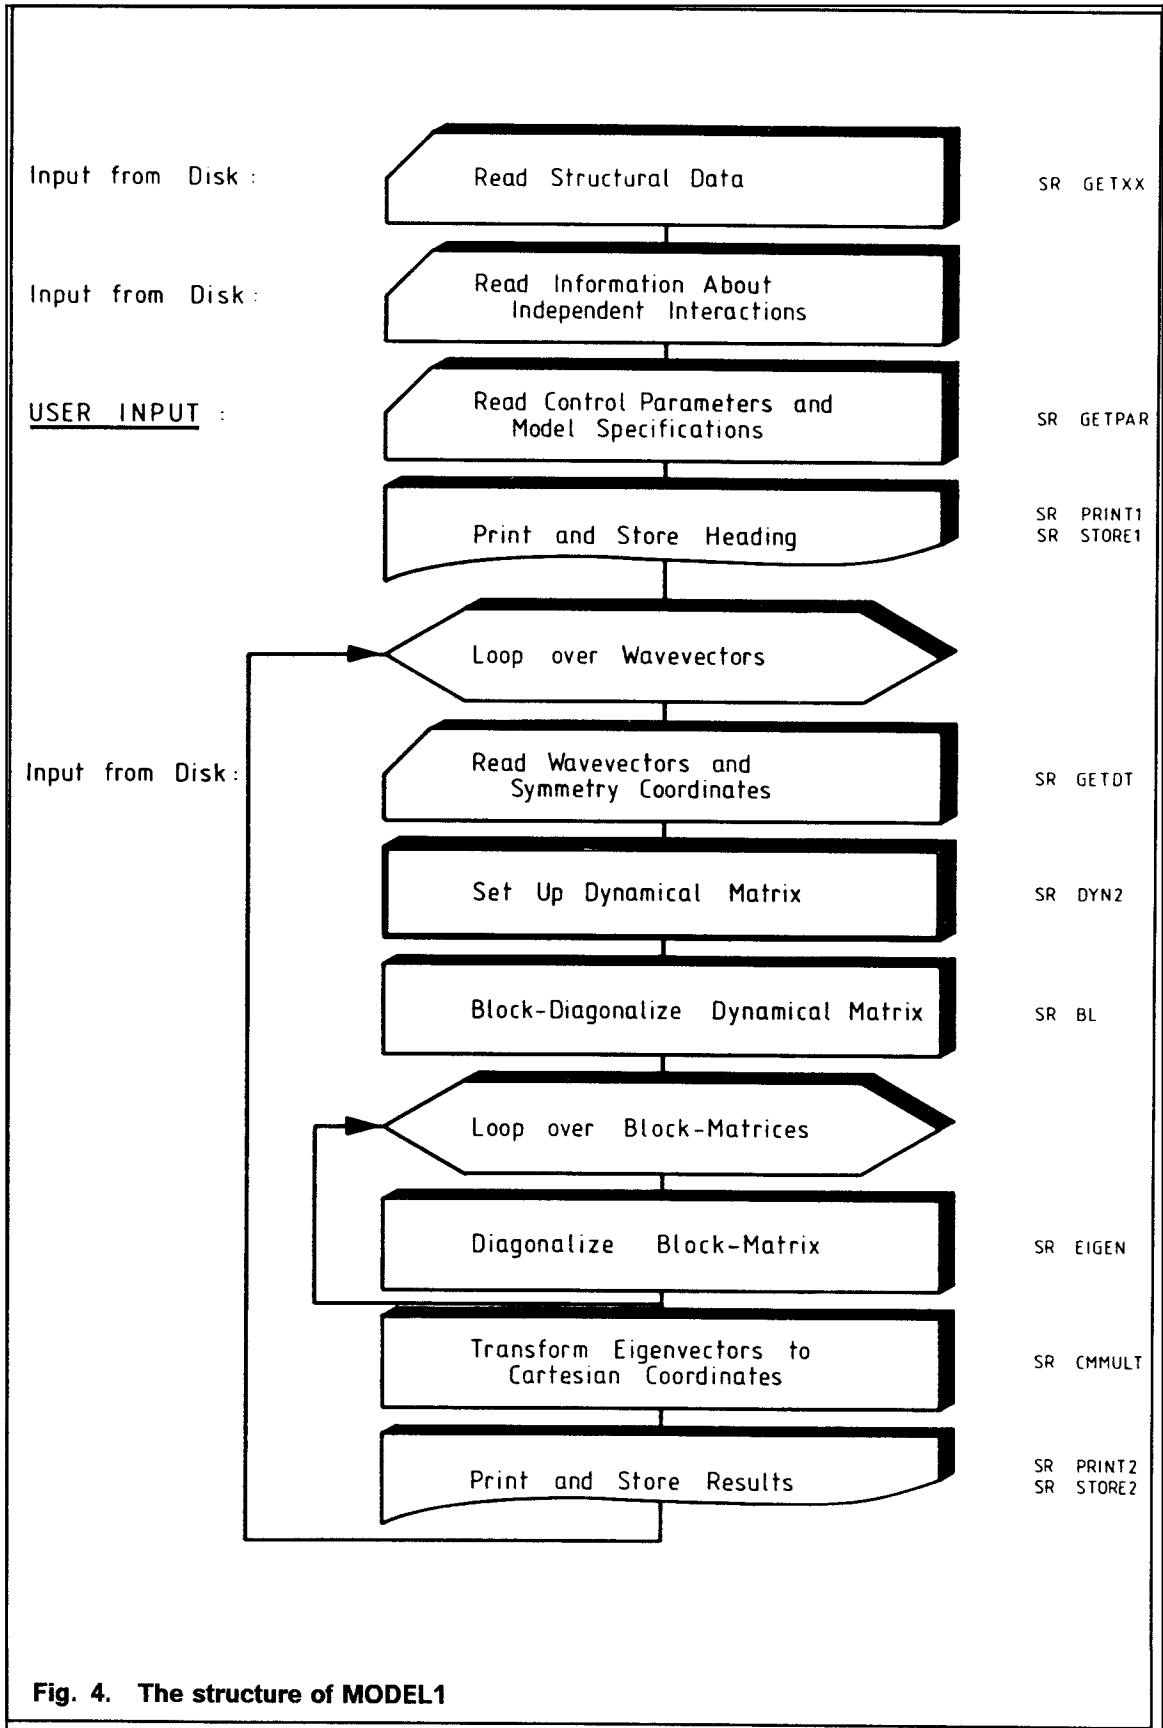 Input from Disk :
Read Structural Data
SR GETXX
Input from Disk :
Read Information About
Independent Interactions
USER INPUT :
Read Control Parameters and
Model Specifications
SR GETPAR
Print and Store Heading
SR PRINT1
SR STORE1
Loop over Wavevectors
Input from Disk :
Read Wavevectors and
Symmetry Coordinates
SR GETDT
Set Up Dynamical Matrix
SR DYN2
Block-Diagonalize Dynamical Matrix
SR BL
Loop over Block-Matrices
Diagonalize Block-Matrix
SR EIGEN
Transform Eigenvectors to
Cartesian Coordinates
SR CMMULT
Print and Store Results
SR PRINT2
SR STORE2
Fig. 4. The structure of MODEL1